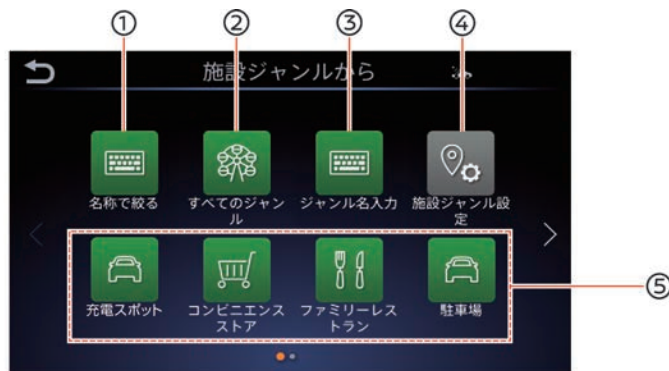 ① ② ③ ④
施設ジャンルから
名称で絞る
すべてのジャン
ル
ジャンル名入力
施設ジャンル設
定
充電スポット
コンビニエンス
ストア
ファミリーレス
トラン
駐車場
⑤